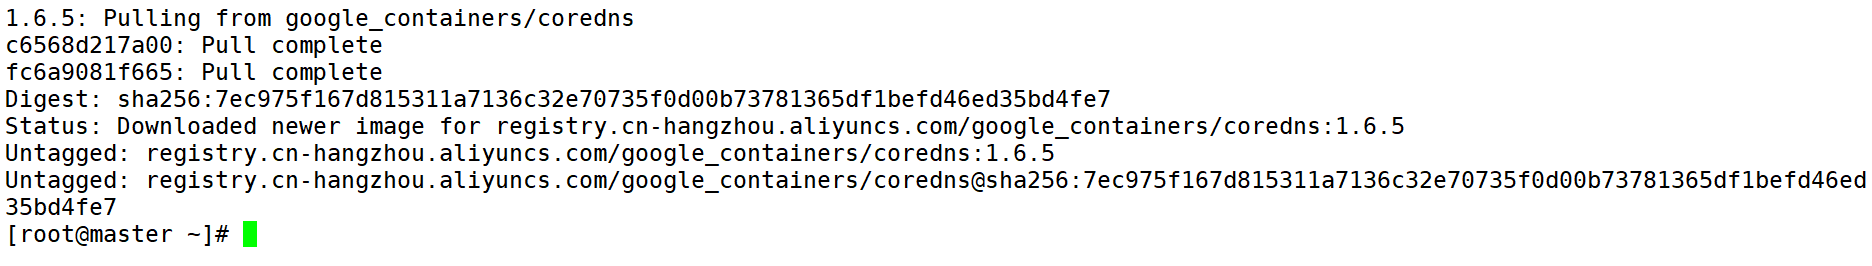 1.6.5: Pulling from google_containers/coredns
c6568d217a00: Pull complete
fc6a9081f665: Pull complete
Digest: sha256:7ec975f167d815311a7136c32e70735f0d00b73781365df1befd46ed35bd4fe7
Status: Downloaded newer image for registry.cn-hangzhou.aliyuncs.com/google_containers/coredns:1.6.5
Untagged: registry.cn-hangzhou.aliyuncs.com/google_containers/coredns:1.6.5
Untagged: registry.cn-hangzhou.aliyuncs.com/google_containers/coredns@sha256:7ec975f167d815311a7136c32e70735f0d00b73781365df1befd46ed
35bd4fe7
[root@master ~]#